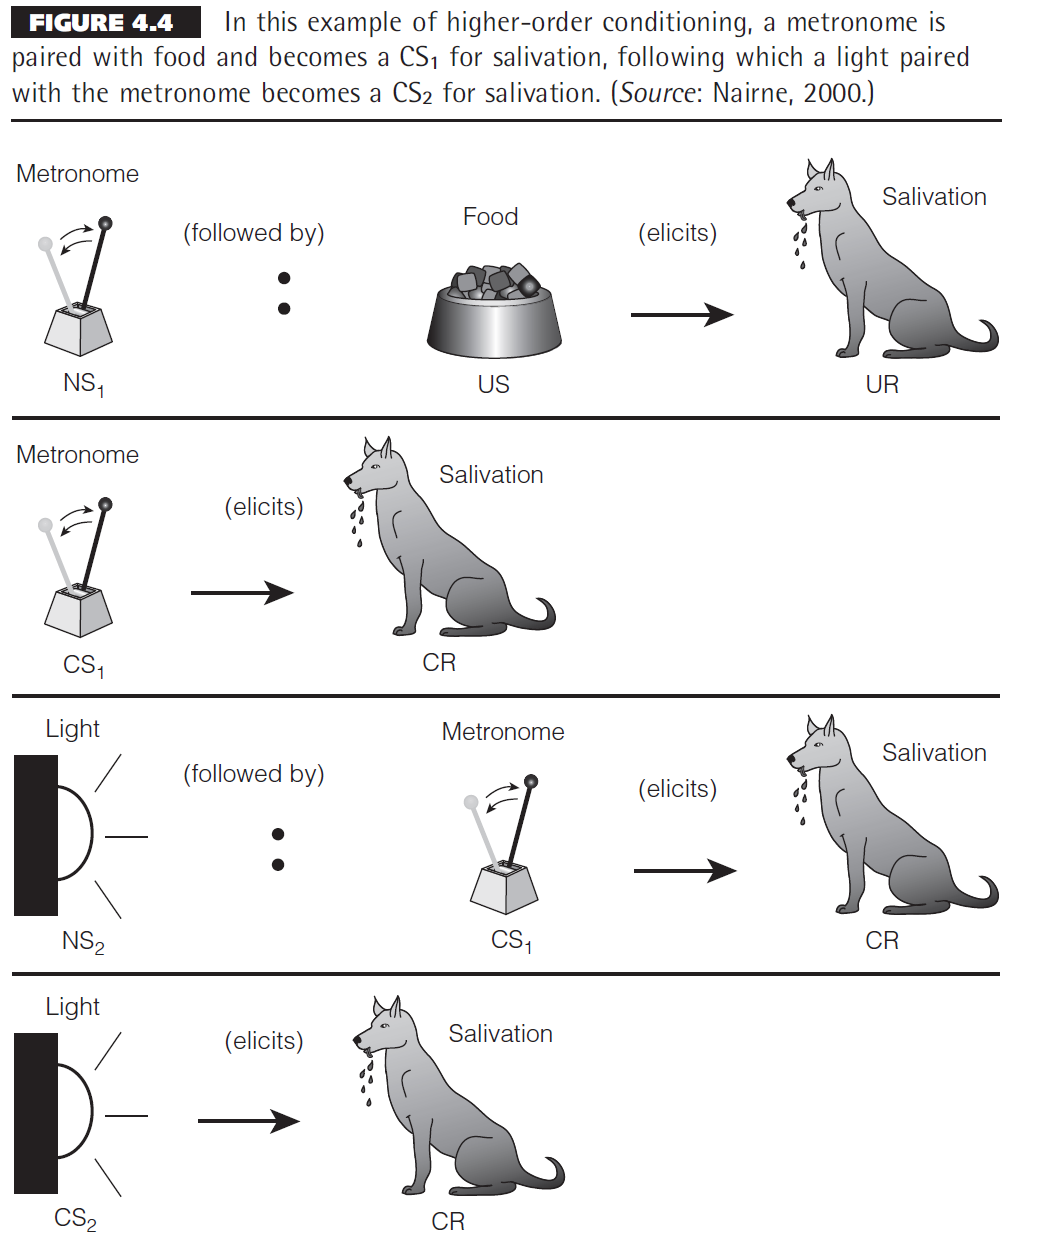 FIGURE 4.4 In this example of higher-order conditioning, a metronome is
paired with food and becomes a CS₁ for salivation, following which a light paired
with the metronome becomes a CS₂ for salivation. (Source: Nairne, 2000.)
Metronome
(followed by)
:
Food
(elicits)
Salivation
NS₁
US
UR
Metronome
(elicits)
Salivation
CS₁
CR
Light
(followed by)
:
Metronome
(elicits)
Salivation
NS₂
CS₁
CR
Light
(elicits)
Salivation
CS₂
CR